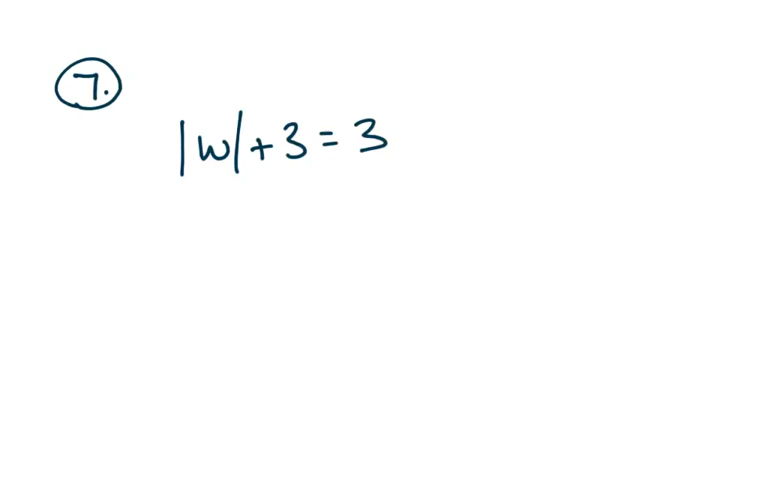 7.
|w| + 3 = 3